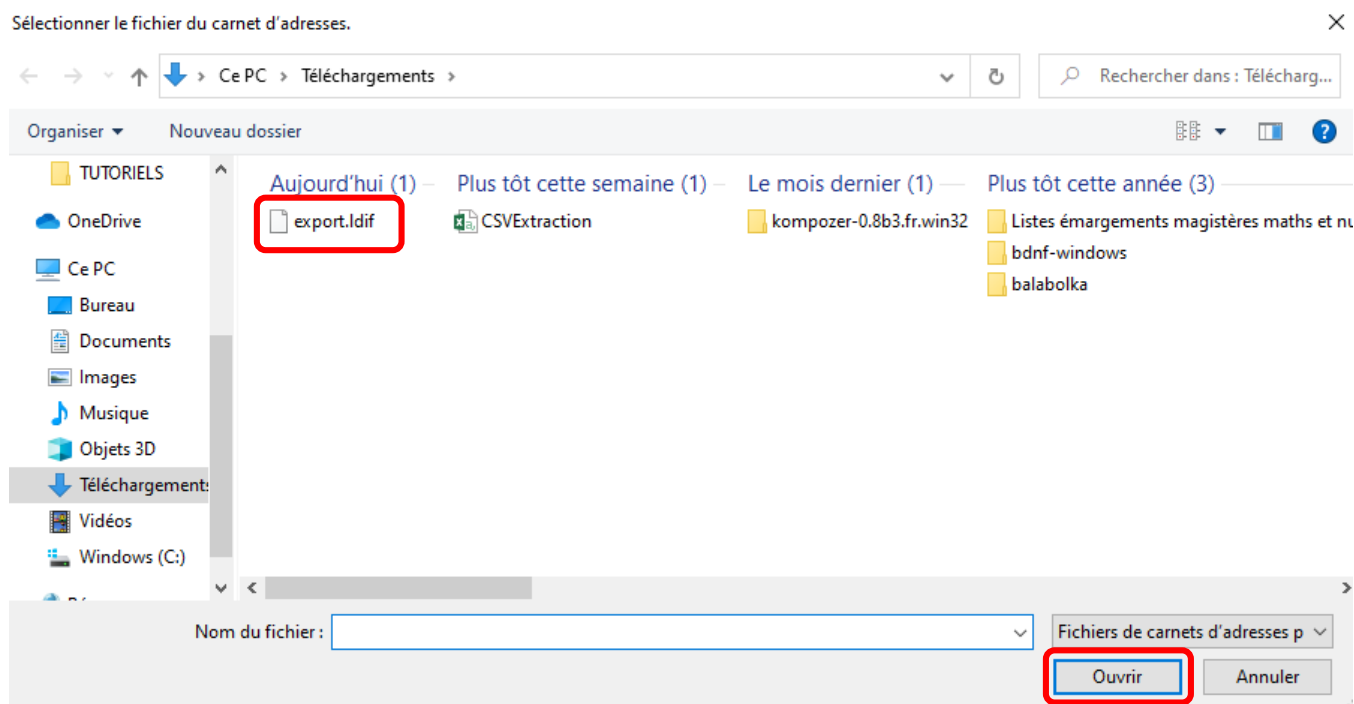 Sélectionner le fichier du carnet d'adresses.
Ce PC > Téléchargements >
Rechercher dans : Télécharg...
Organiser
Nouveau dossier
TUTORIELS
OneDrive
Ce PC
Bureau
Documents
Images
Musique
Objets 3D
Téléchargements
Vidéos
Windows (C:)
Aujourd'hui (1)
export.ldif
Plus tôt cette semaine (1)
CSVExtraction
Le mois dernier (1)
kompozer-0.8b3.fr.win32
Plus tôt cette année (3)
Listes émargements magistères maths et nu
bdnf-windows
balabolka
Nom du fichier :
Fichiers de carnets d'adresses p
Ouvrir
Annuler